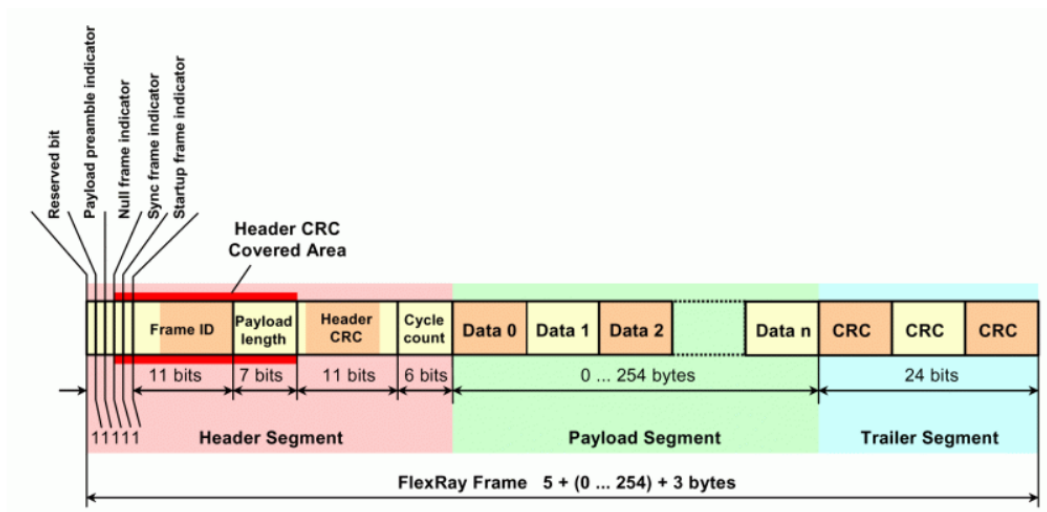 Reserved bit
Payload preamble indicator
Null frame indicator
Sync frame indicator
Startup frame indicator
Header CRC
Covered Area
Frame ID
Payload
length
Header
CRC
Cycle
count
Data 0
Data 1
Data 2
Data n
CRC
CRC
CRC
11 bits
7 bits
11 bits
6 bits
0 ... 254 bytes
24 bits
11111
Header Segment
Payload Segment
Trailer Segment
FlexRay Frame 5 + (0 ... 254) + 3 bytes